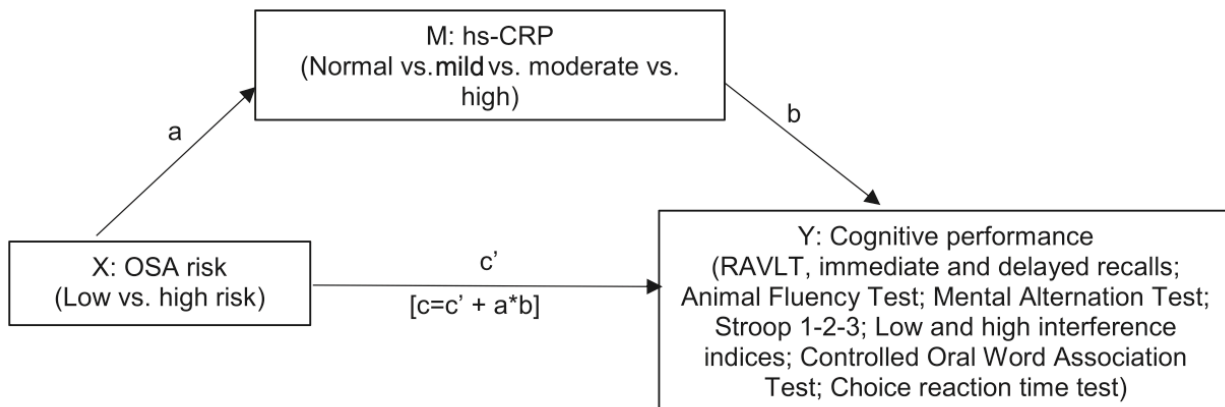 M: hs-CRP
(Normal vs.mild vs. moderate vs.
high)
a
b
X: OSA risk
(Low vs. high risk)
c’
[c=c’ + a*b]
Y: Cognitive performance
(RAVLT, immediate and delayed recalls;
Animal Fluency Test; Mental Alternation Test;
Stroop 1-2-3; Low and high interference
indices; Controlled Oral Word Association
Test; Choice reaction time test)